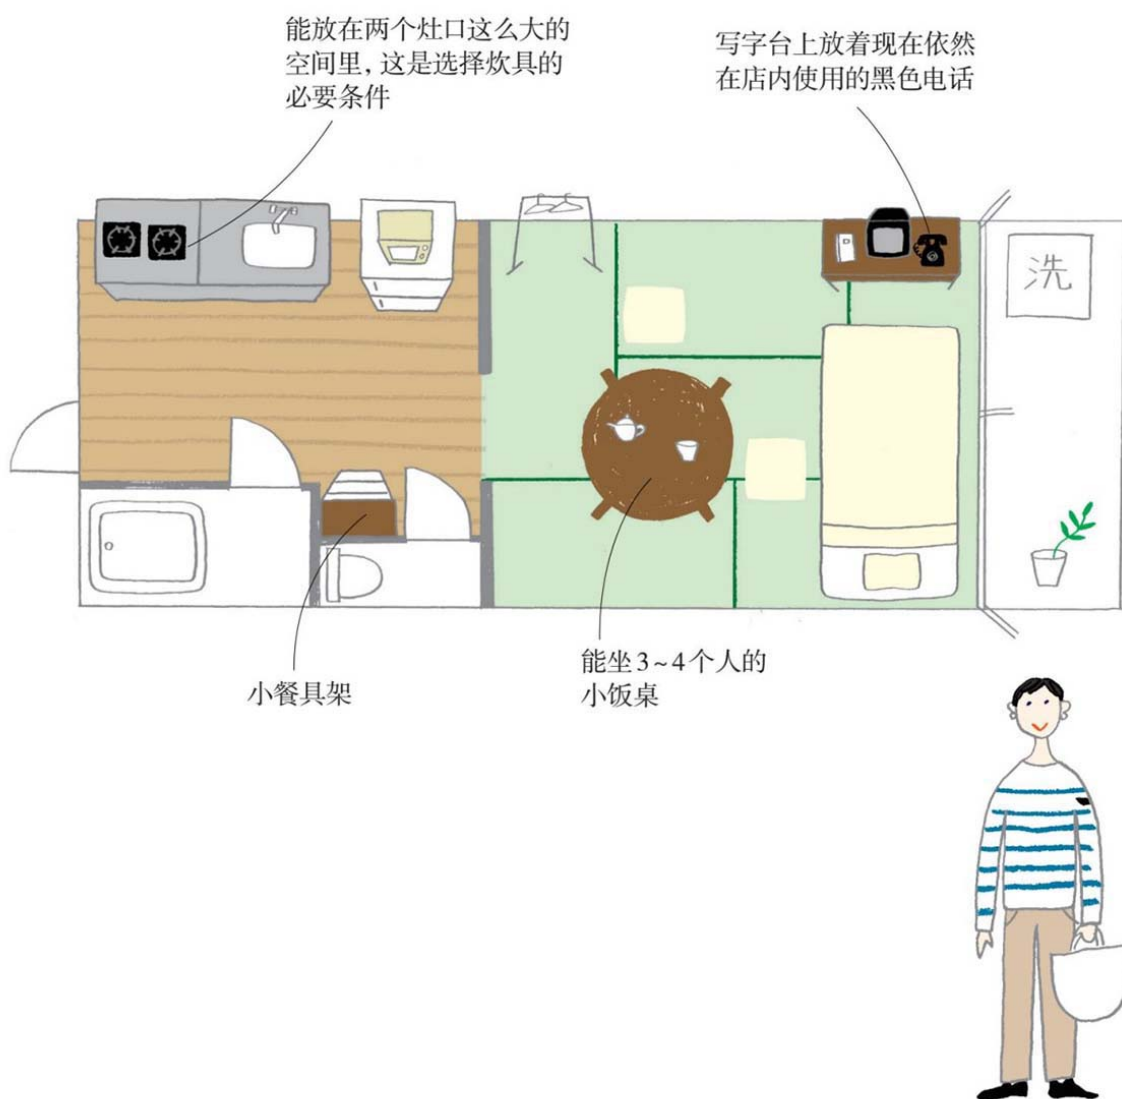 能放在两个灶口这么大的
空间里，这是选择炊具的
必要条件
写字台上放着现在依然
在店内使用的黑色电话
洗
小餐具架
能坐3~4个人的
小饭桌